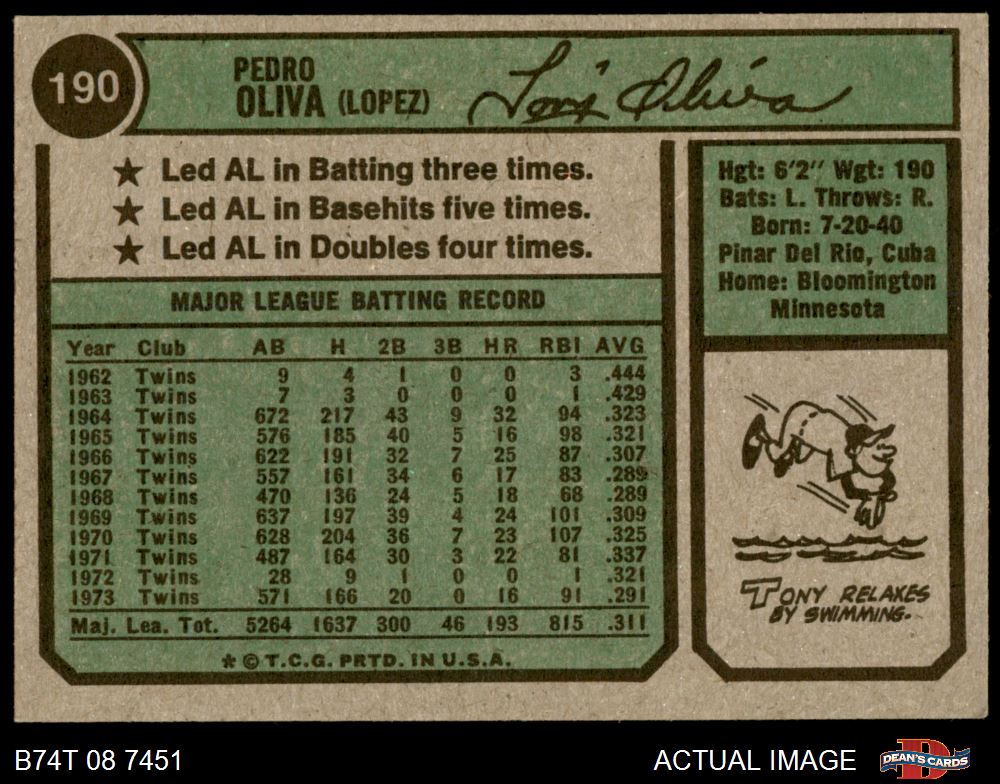 190
PEDRO
OLIVA (LOPEZ)
Tony Oliva
★ Led AL in Batting three times.
★ Led AL in Basehits five times.
★ Led AL in Doubles four times.
MAJOR LEAGUE BATTING RECORD
Year Club AB H 2B 3B HR RBI AVG
1962 Twins 9 4 1 0 0 3 .444
1963 Twins 7 3 0 0 0 1 .429
1964 Twins 672 217 43 9 32 94 .323
1965 Twins 576 185 40 5 16 98 .321
1966 Twins 622 191 32 7 25 87 .307
1967 Twins 557 161 34 6 17 83 .289
1968 Twins 470 136 24 5 18 68 .289
1969 Twins 637 197 39 4 24 101 .309
1970 Twins 628 204 36 7 23 107 .325
1971 Twins 487 164 30 3 22 81 .337
1972 Twins 28 9 1 0 0 1 .321
1973 Twins 571 166 20 0 16 91 .291
Maj. Lea. Tot. 5264 1637 300 46 193 815 .311
* © T.C.G. PRTD. IN U.S.A.
Hgt: 6'2" Wgt: 190
Bats: L. Throws: R.
Born: 7-20-40
Pinar Del Rio, Cuba
Home: Bloomington
Minnesota
TONY RELAXES
BY SWIMMING.
B74T 08 7451
ACTUAL IMAGE
D
DEAN'S CARDS